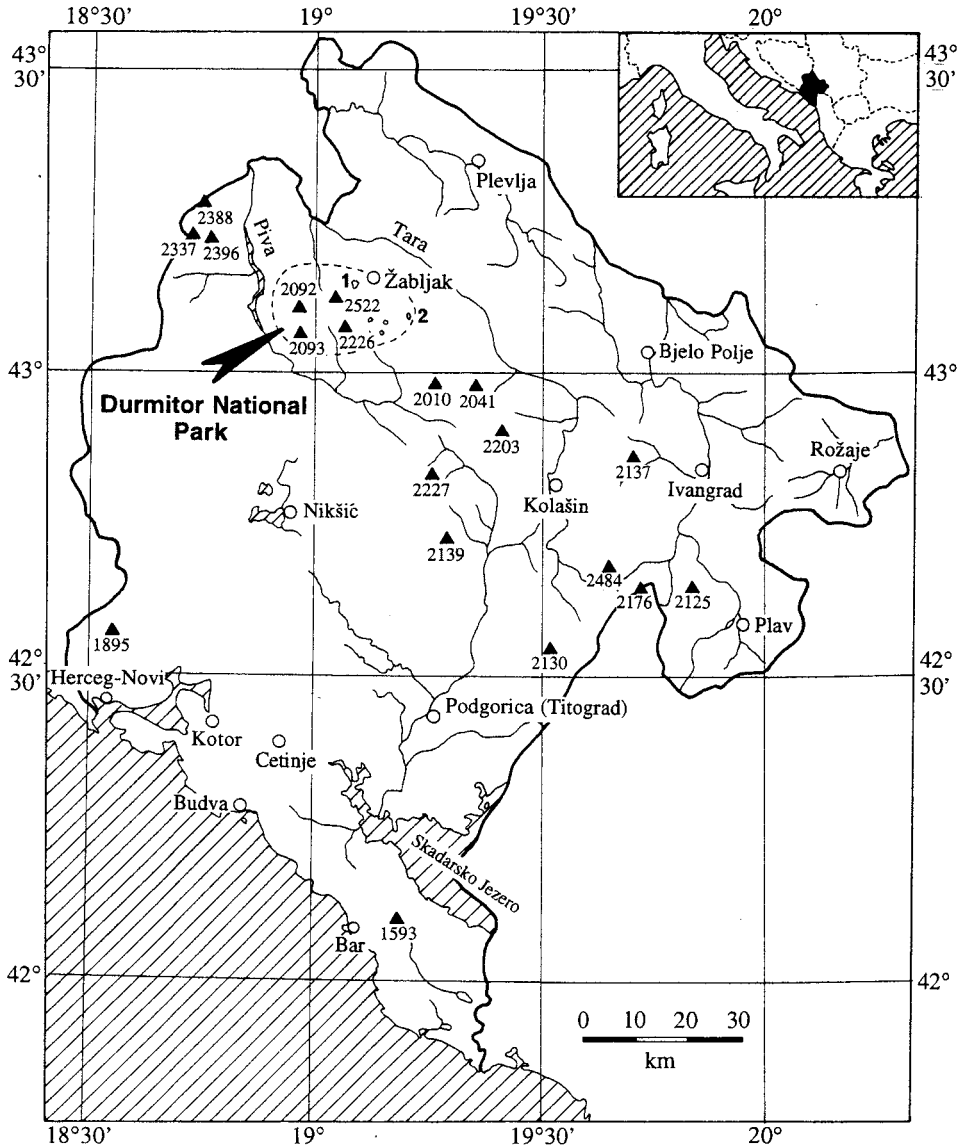 18°30'
19°
19°30'
20°
43°
30'
43°
30'
Plevlja
2388
2337
2396
Piva
Tara
Žabljak
1
2092
2522
2
2093
2226
43°
43°
Bjelo Polje
Durmitor National
Park
2010
2041
2203
Rožaje
2137
2227
Ivangrad
Kolašin
Nikšić
2139
2484
2176
2125
Plav
1895
2130
42°
30'
42°
30'
Herceg-Novi
Podgorica (Titograd)
Kotor
Cetinje
Budva
Skadarsko Jezero
1593
Bar
42°
42°
0 10 20 30
km
18°30'
19°
19°30'
20°